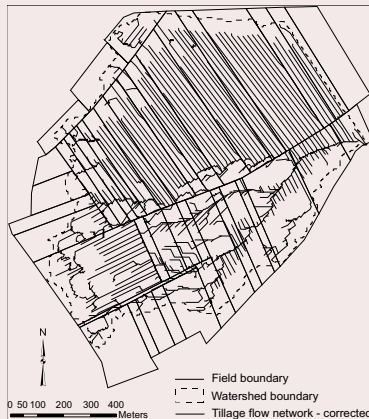 N
Field boundary
Watershed boundary
Tillage flow network - corrected
0 50 100 200 300 400
Meters